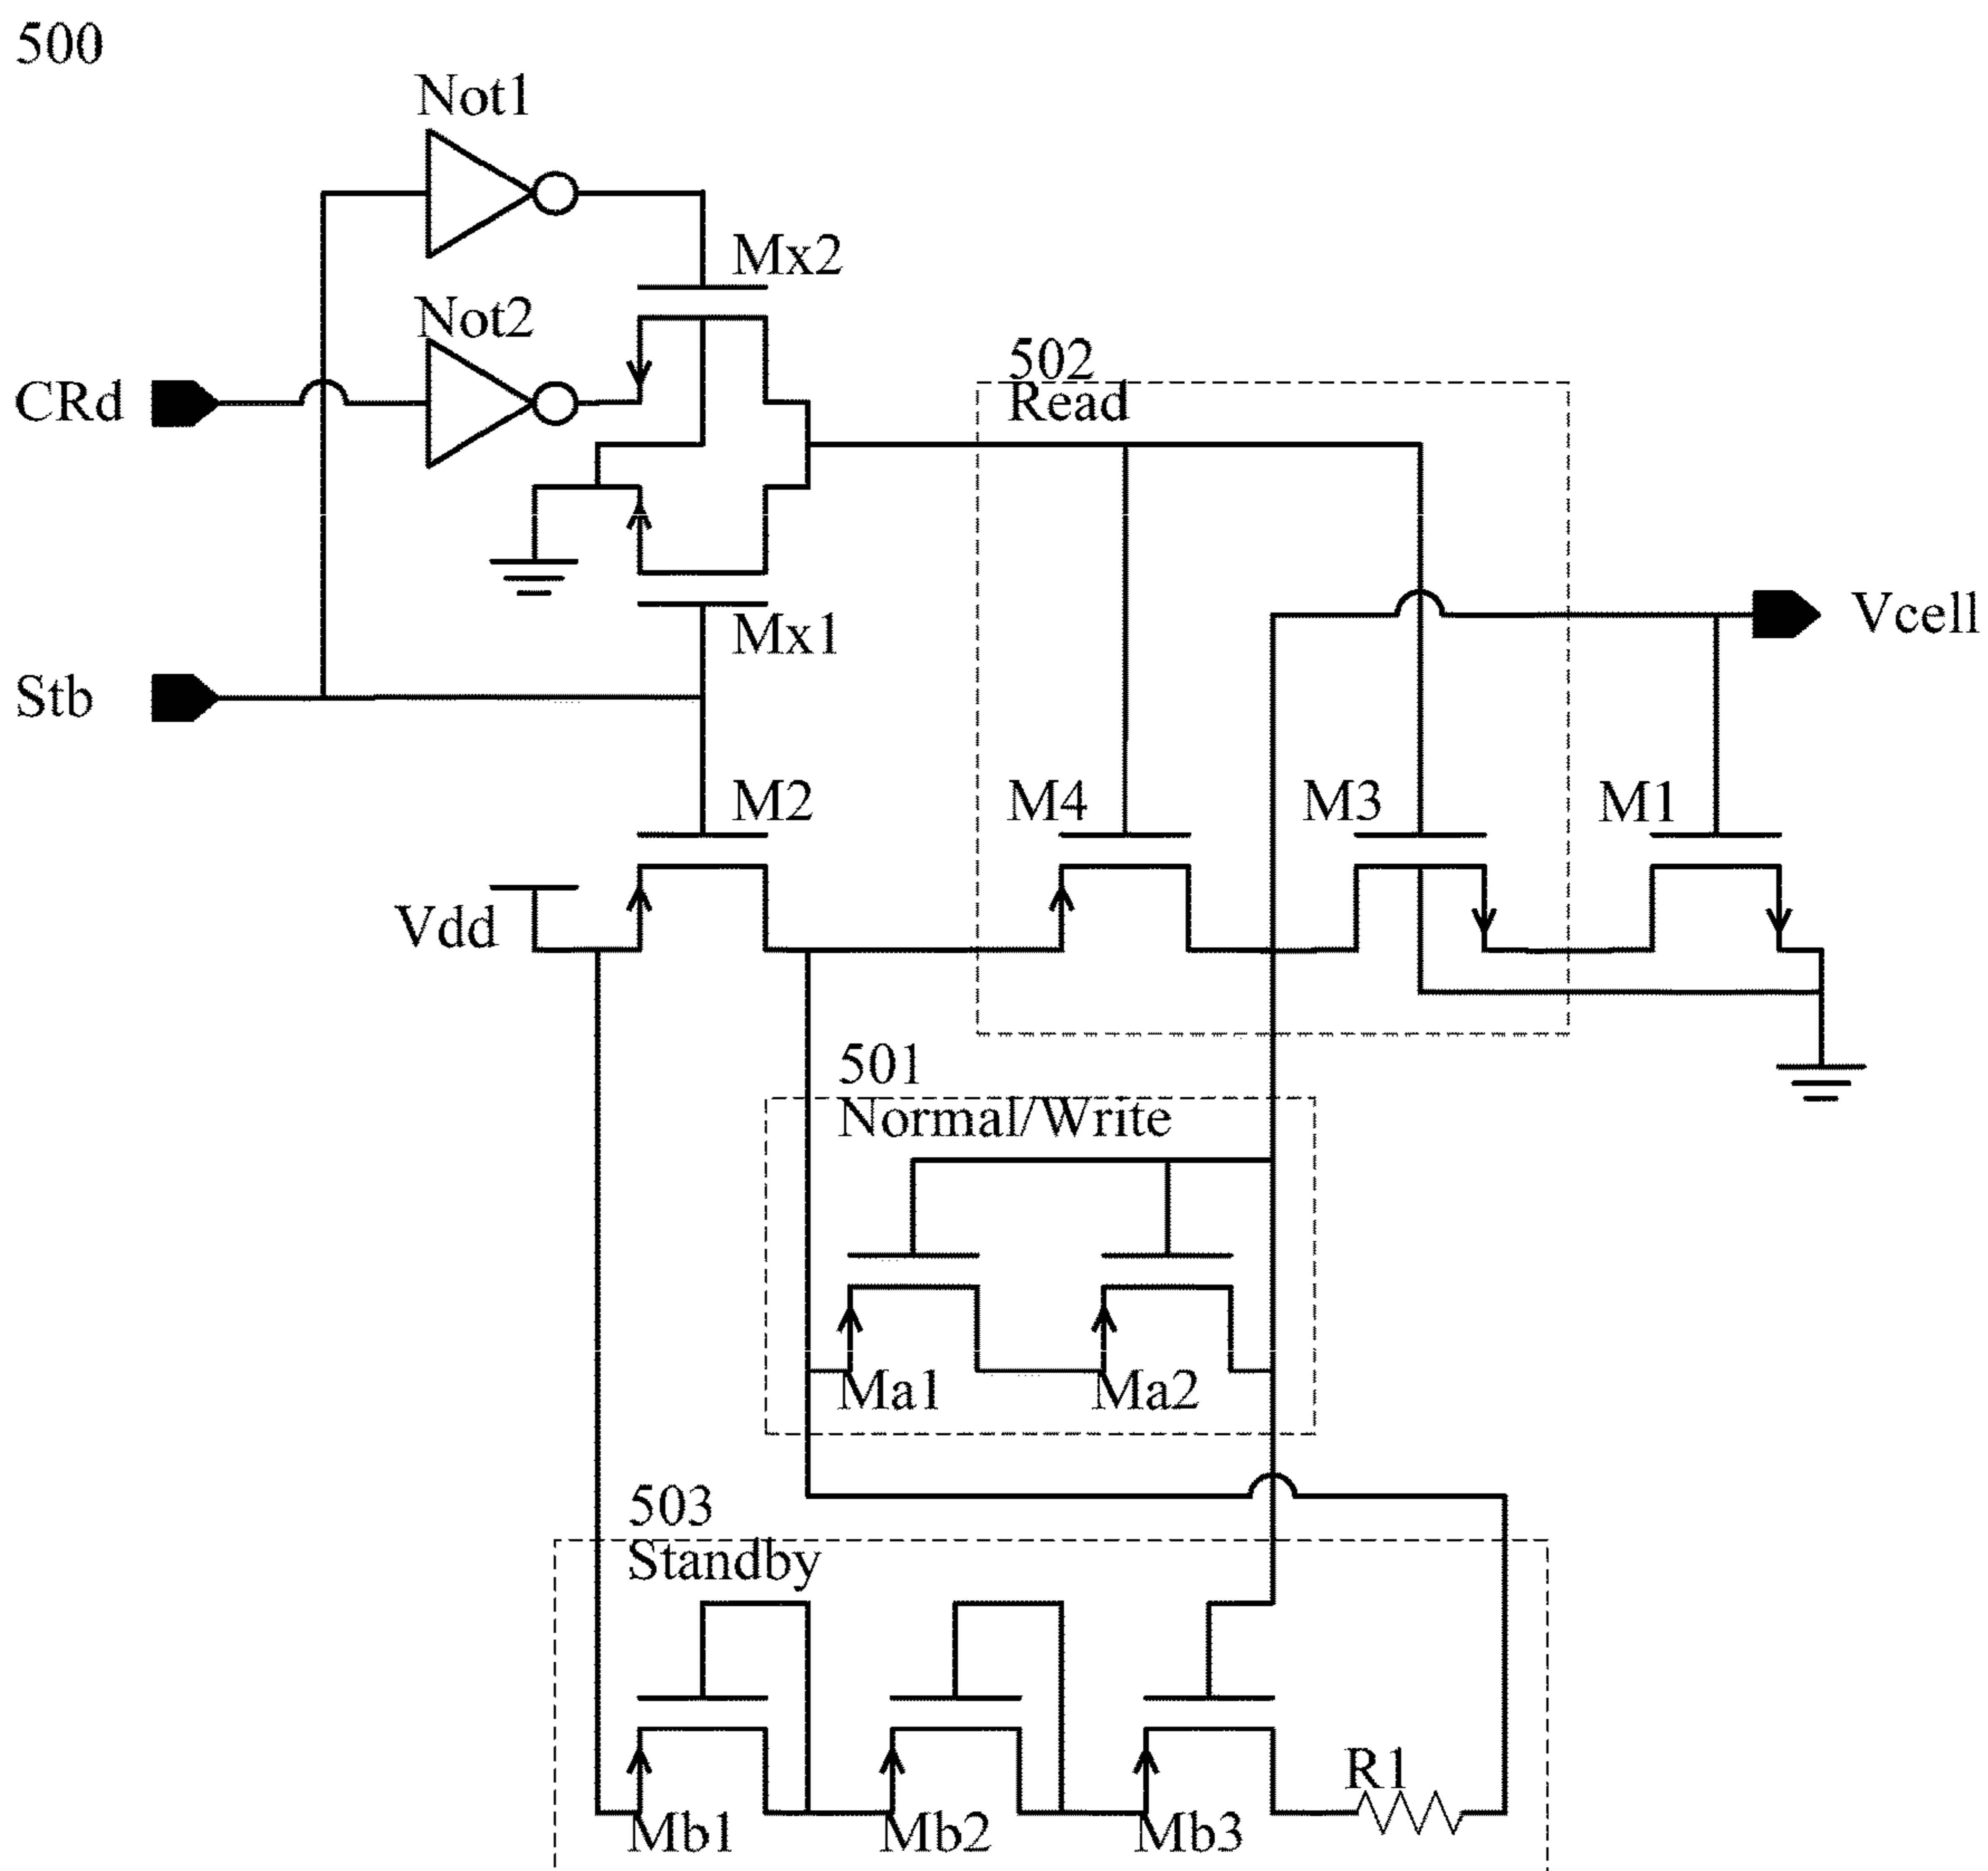 500
Not1
Mx2
Not2
502
CRd
Read
Vcell
Mx1
Stb
M2
M4
M3
M1
Vdd
501
Normal/Write
Ma1
Ma2
503
Standby
R1
Mb1
Mb2
Mb3